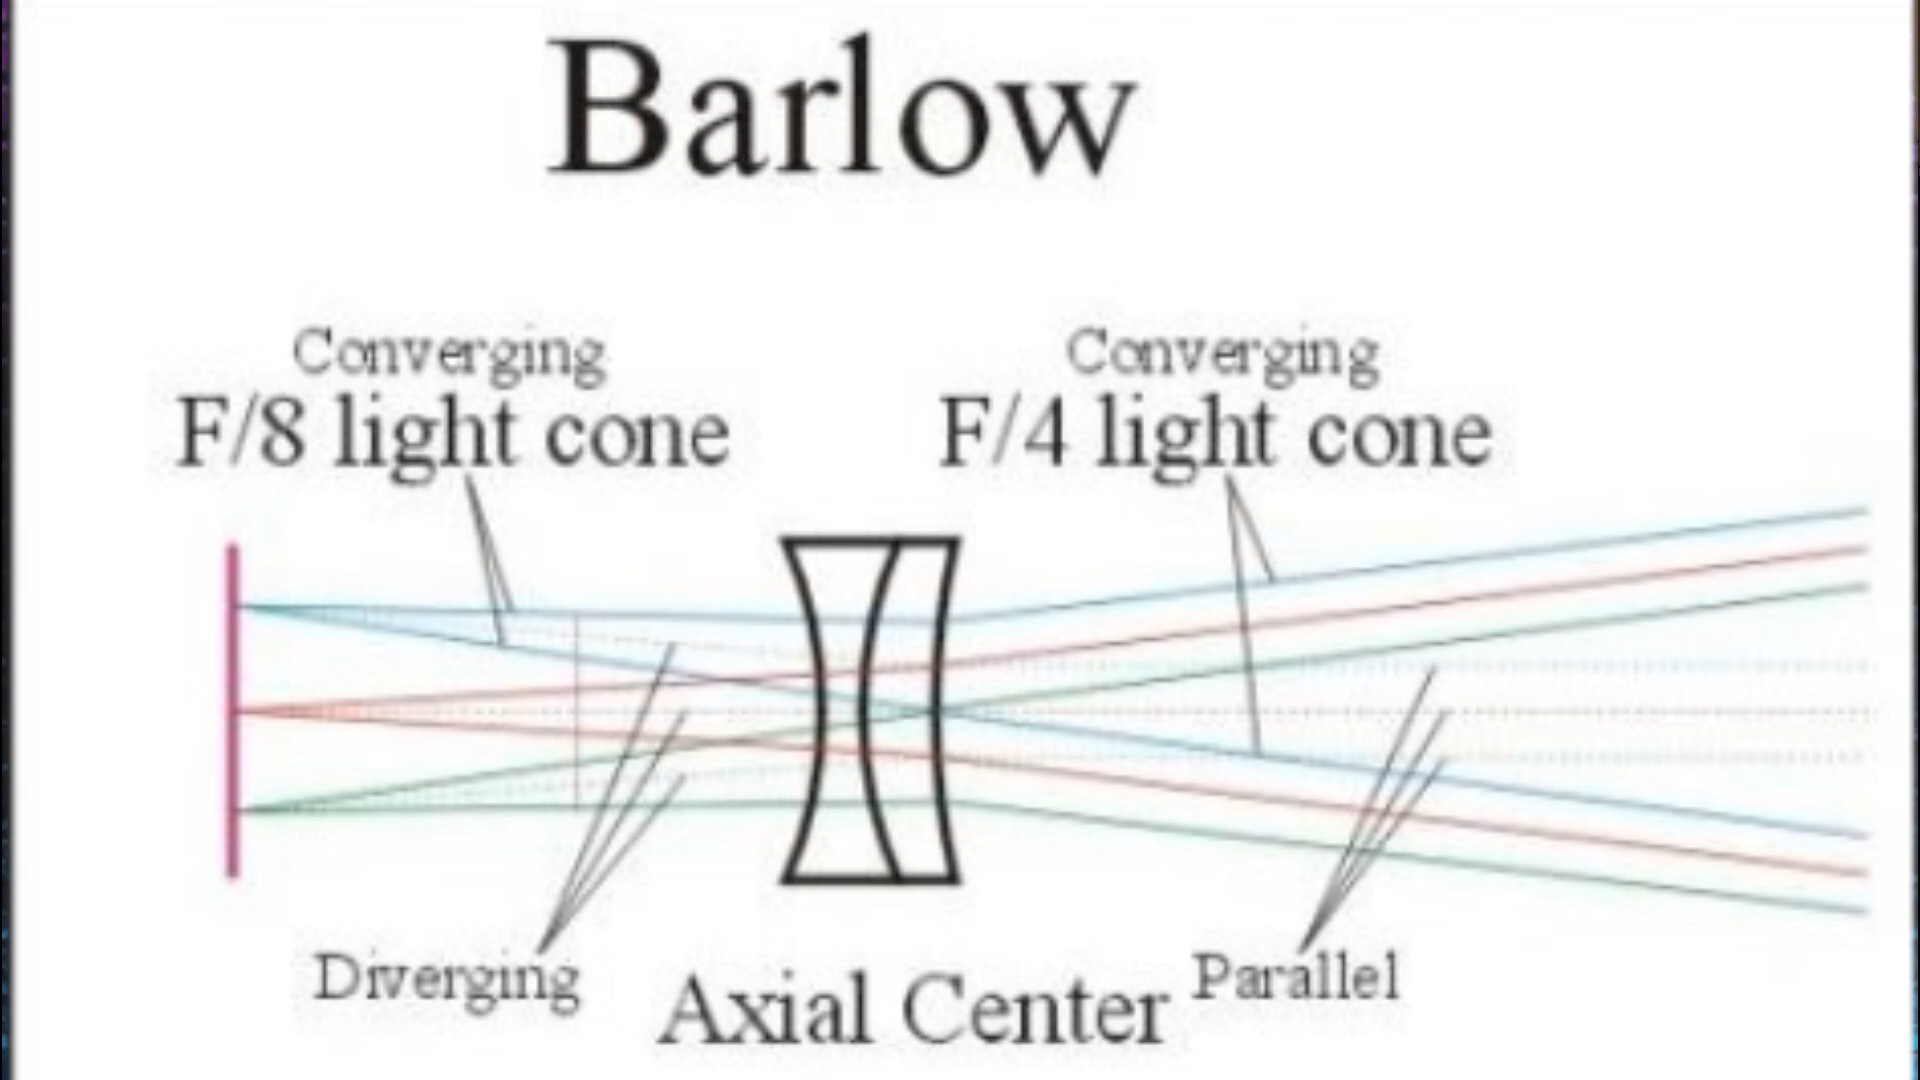 Barlow
Converging
F/8 light cone
Converging
F/4 light cone
Diverging
Axial Center
Parallel